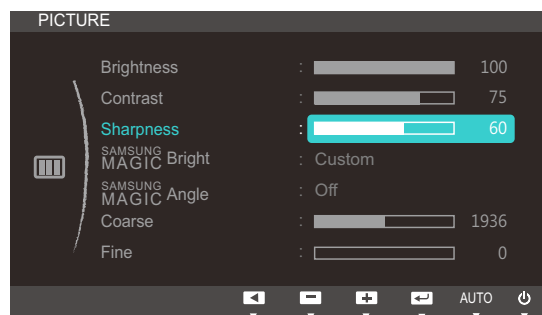 PICTURE
Brightness : 100
Contrast : 75
Sharpness : 60
SAMSUNG MAGIC Bright : Custom
SAMSUNG MAGIC Angle : Off
Coarse : 1936
Fine : 0
AUTO